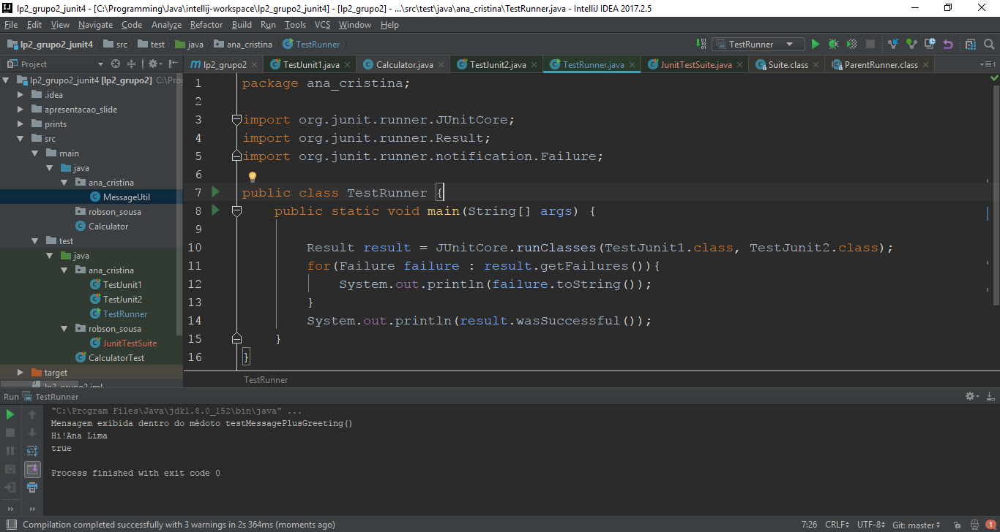 lp2_grupo2_junit4 - [C:\Programming\Java\intellij-workspace\lp2_grupo2_junit4] - [lp2_grupo2] - ...\src\test\java\ana_cristina\TestRunner.java - IntelliJ IDEA 2017.2.5
File Edit View Navigate Code Analyze Refactor Build Run Tools VCS Window Help
lp2_grupo2_junit4 src test java ana_cristina TestRunner TestRunner
Project
lp2_grupo2 TestJunit1.java Calculator.java TestJunit2.java TestRunner.java JunitTestSuite.java Suite.class ParentRunner.class
lp2_grupo2_junit4 [lp2_grupo2]
.idea
apresentacao_slide
prints
src
main
java
ana_cristina
MessageUtil
robson_sousa
Calculator
test
java
ana_cristina
TestJunit1
TestJunit2
TestRunner
robson_sousa
JunitTestSuite
CalculatorTest
target
lp2_grupo2.iml
1 package ana_cristina;
2
3 import org.junit.runner.JUnitCore;
4 import org.junit.runner.Result;
5 import org.junit.runner.notification.Failure;
6
7 public class TestRunner {
8 public static void main(String[] args) {
9
10 Result result = JUnitCore.runClasses(TestJunit1.class, TestJunit2.class);
11 for(Failure failure : result.getFailures()){
12 System.out.println(failure.toString());
13 }
14 System.out.println(result.wasSuccessful());
15 }
16 }
TestRunner
Run TestRunner
"C:\Program Files\Java\jdk1.8.0_152\bin\java" ...
Mensagem exibida dentro do médoto testMessagePlusGreeting()
Hi!Ana Lima
true
Process finished with exit code 0
Compilation completed successfully with 3 warnings in 2s 364ms (moments ago) 7:26 CRLF UTF-8 Git: master 1